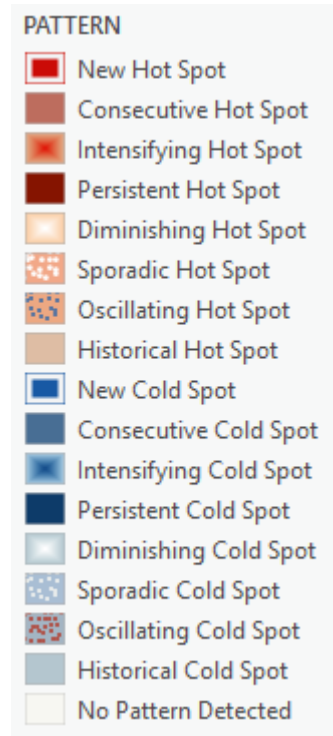 PATTERN
New Hot Spot
Consecutive Hot Spot
Intensifying Hot Spot
Persistent Hot Spot
Diminishing Hot Spot
Sporadic Hot Spot
Oscillating Hot Spot
Historical Hot Spot
New Cold Spot
Consecutive Cold Spot
Intensifying Cold Spot
Persistent Cold Spot
Diminishing Cold Spot
Sporadic Cold Spot
Oscillating Cold Spot
Historical Cold Spot
No Pattern Detected